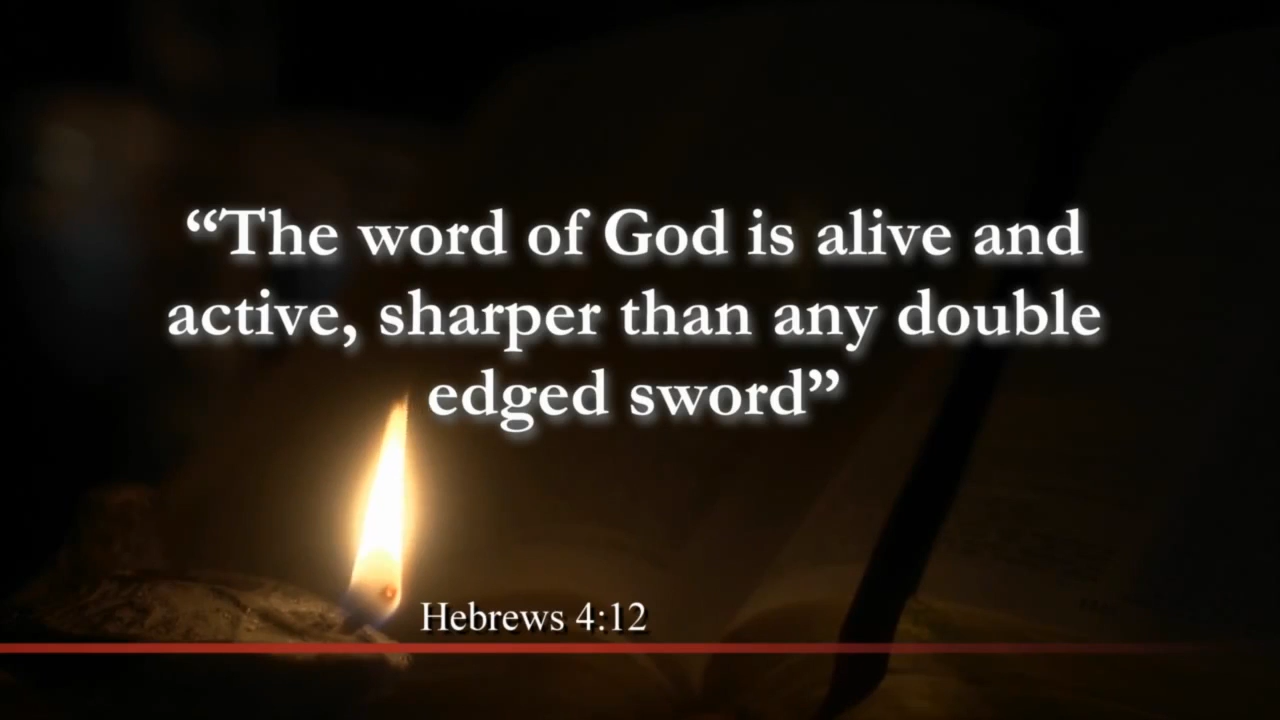 “The word of God is alive and
active, sharper than any double
edged sword”
Hebrews 4:12